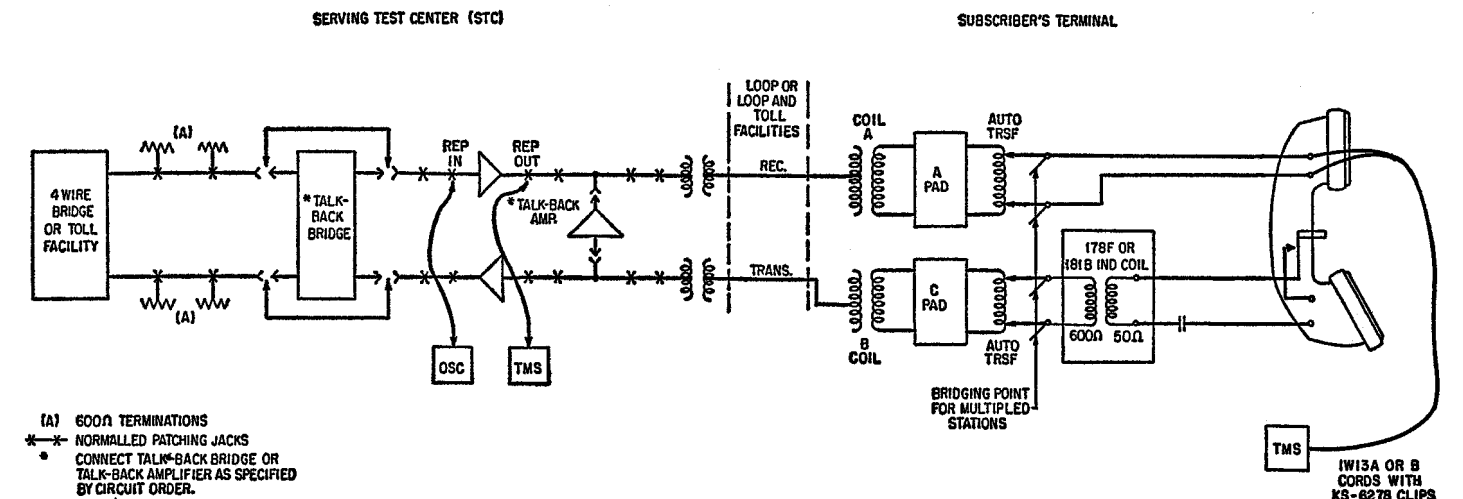 SERVING TEST CENTER (STC)
SUBSCRIBER'S TERMINAL
LOOP OR
LOOP AND
TOLL
FACILITIES
(A)
REP
IN
REP
OUT
COIL
A
AUTO
TRSF
REC.
4 WIRE
BRIDGE
OR TOLL
FACILITY
*TALK-
BACK
BRIDGE
*TALK-BACK
AMP.
A
PAD
178F OR
181B IND COIL
TRANS.
C
PAD
(A)
600Ω
50Ω
B
COIL
AUTO
TRSF
OSC
TMS
BRIDGING POINT
FOR MULTIPLED
STATIONS
TMS
1W13A OR B
CORDS WITH
KS-6278 CLIPS
(A) 600Ω TERMINATIONS
NORMALLED PATCHING JACKS
* CONNECT TALK-BACK BRIDGE OR
TALK-BACK AMPLIFIER AS SPECIFIED
BY CIRCUIT ORDER.